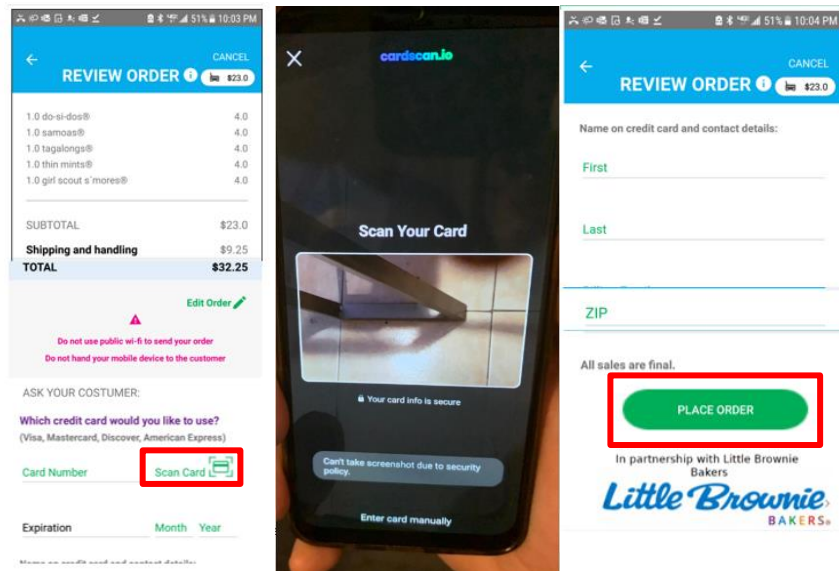 51% 10:03 PM
CANCEL
REVIEW ORDER
$23.0
1.0 do-si-dos® 4.0
1.0 samoas® 4.0
1.0 tagalongs® 4.0
1.0 thin mints® 4.0
1.0 girl scout s`mores® 4.0
SUBTOTAL $23.0
Shipping and handling $9.25
TOTAL $32.25
Edit Order
Do not use public wi-fi to send your order
Do not hand your mobile device to the customer
ASK YOUR COSTUMER:
Which credit card would you like to use?
(Visa, Mastercard, Discover, American Express)
Card Number Scan Card
Expiration Month Year
Name on credit card and contact details:
cardscan.io
Scan Your Card
Your card info is secure
Can't take screenshot due to security
policy.
Enter card manually
51% 10:04 PM
CANCEL
REVIEW ORDER
$23.0
Name on credit card and contact details:
First
Last
ZIP
All sales are final.
PLACE ORDER
In partnership with Little Brownie
Bakers
Little Brownie
BAKERS®